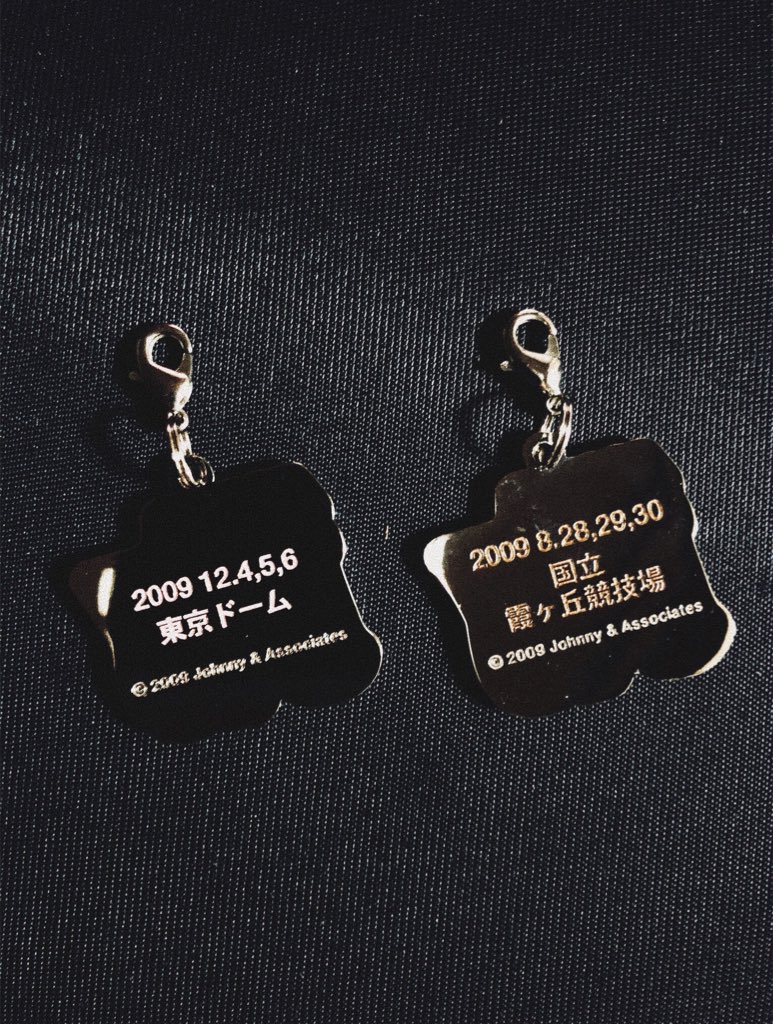 2009 12.4,5,6
東京ドーム
© 2009 Johnny & Associates
2009 8.28,29,30
国立
霞ヶ丘競技場
© 2009 Johnny & Associates